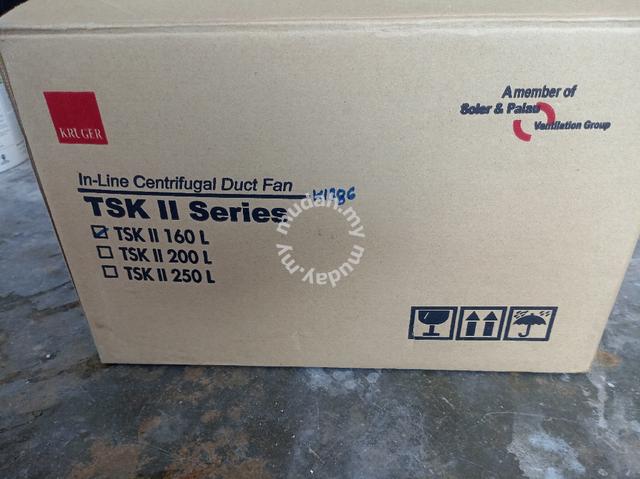 KRUGER
A member of
Soler & Palau
Ventilation Group
In-Line Centrifugal Duct Fan
TSK II Series
TSK II 160 L
TSK II 200 L
TSK II 250 L
mudah.my mudah.my